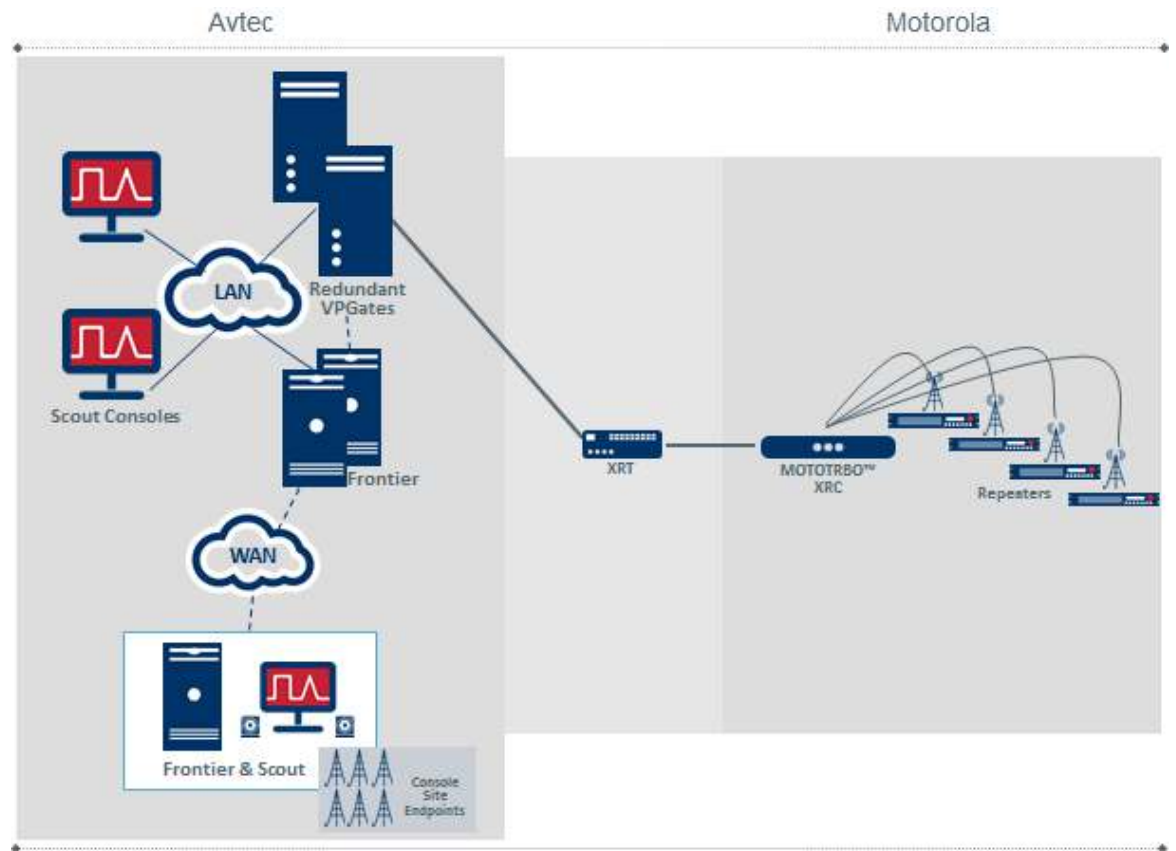 Avtec
Motorola
LAN
Redundant
VPGates
Scout Consoles
Frontier
XRT
MOTOTRBO™
XRC
Repeaters
WAN
Frontier & Scout
Console
Site
Endpoints